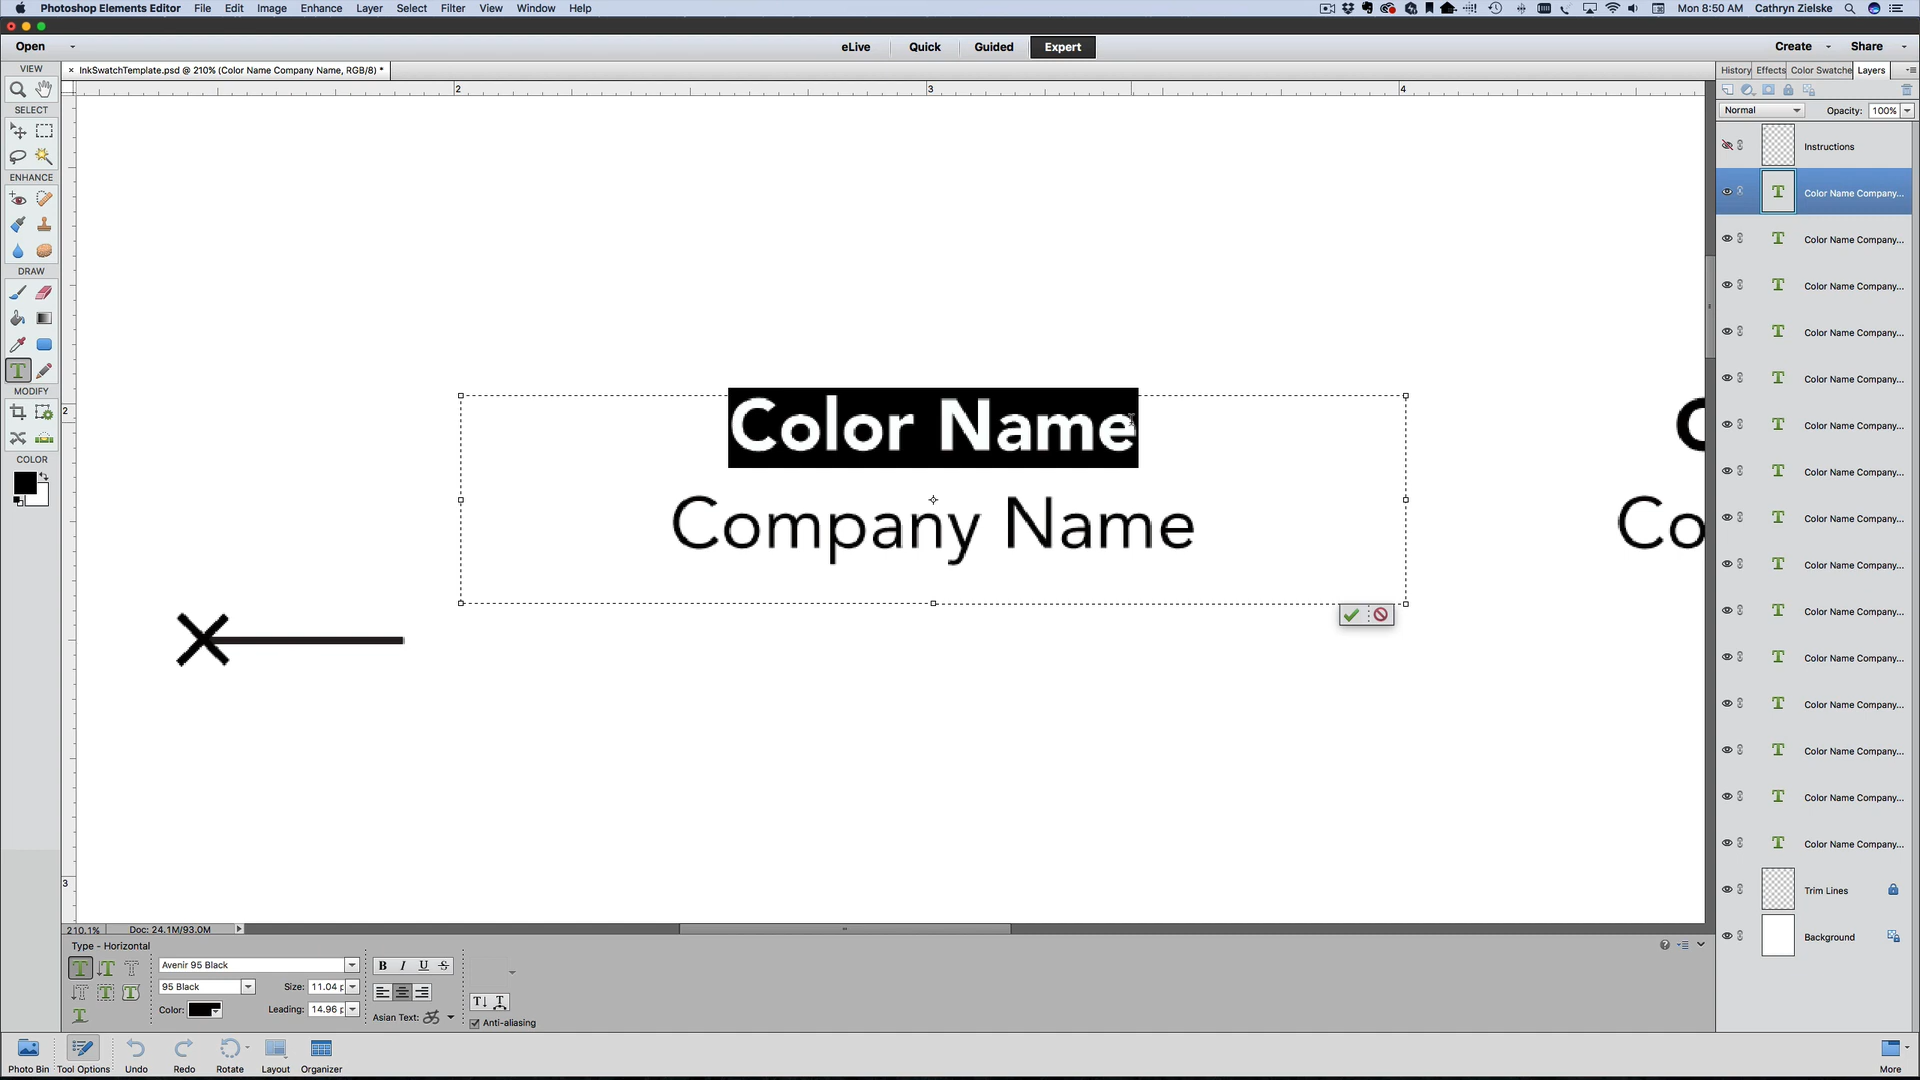 Photoshop Elements Editor File Edit Image Enhance Layer Select Filter View Window Help Mon 8:50 AM Cathryn Zielske
Open eLive Quick Guided Expert Create Share
VIEW
× InkSwatchTemplate.psd @ 210% (Color Name Company Name, RGB/8) *
History Effects Color Swatche Layers
2 3 4
SELECT
Normal Opacity: 100%
Instructions
ENHANCE
Color Name Company...
Color Name Company...
DRAW
Color Name Company...
Color Name Company...
Color Name Company...
MODIFY
2
Color Name
C
Color Name Company...
COLOR
Color Name Company...
Company Name
Co
Color Name Company...
Color Name Company...
Color Name Company...
Color Name Company...
Color Name Company...
Color Name Company...
Color Name Company...
Color Name Company...
3
Trim Lines
Background
210.1% Doc: 24.1M/93.0M
Type - Horizontal
Avenir 95 Black
B I U S
95 Black Size: 11.04 p
Color: Leading: 14.96 p
Asian Text:
Anti-aliasing
Photo Bin Tool Options Undo Redo Rotate Layout Organizer More